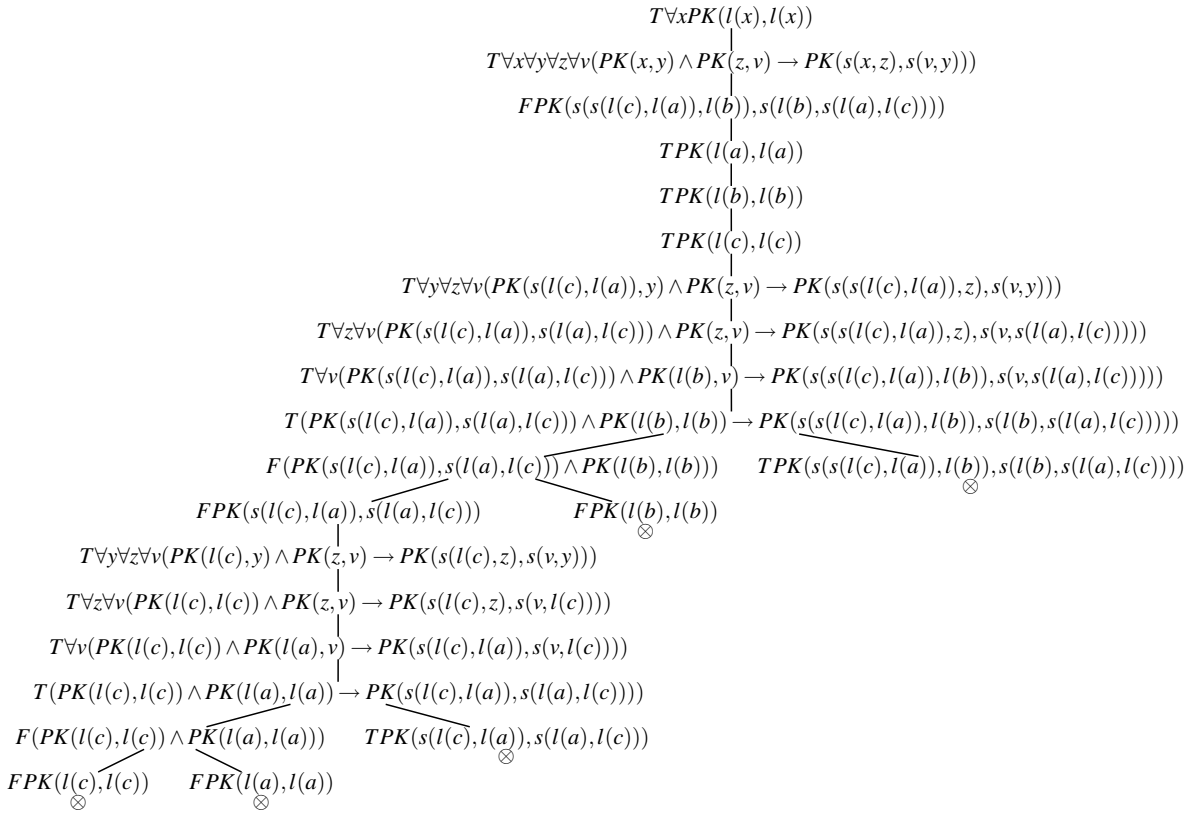 T∀xPK(l(x),l(x))
T∀x∀y∀z∀v(PK(x,y)∧PK(z,v)→PK(s(x,z),s(v,y)))
FPK(s(s(l(c),l(a)),l(b)),s(l(b),s(l(a),l(c))))
TPK(l(a),l(a))
TPK(l(b),l(b))
TPK(l(c),l(c))
T∀y∀z∀v(PK(s(l(c),l(a)),y)∧PK(z,v)→PK(s(s(l(c),l(a)),z),s(v,y)))
T∀z∀v(PK(s(l(c),l(a)),s(l(a),l(c)))∧PK(z,v)→PK(s(s(l(c),l(a)),z),s(v,s(l(a),l(c)))))
T∀v(PK(s(l(c),l(a)),s(l(a),l(c)))∧PK(l(b),v)→PK(s(s(l(c),l(a)),l(b)),s(v,s(l(a),l(c)))))
T(PK(s(l(c),l(a)),s(l(a),l(c)))∧PK(l(b),l(b))→PK(s(s(l(c),l(a)),l(b)),s(l(b),s(l(a),l(c)))))
F(PK(s(l(c),l(a)),s(l(a),l(c)))∧PK(l(b),l(b))) TPK(s(s(l(c),l(a)),l(b)),s(l(b),s(l(a),l(c))))
⊗
FPK(s(l(c),l(a)),s(l(a),l(c))) FPK(l(b),l(b))
⊗
T∀y∀z∀v(PK(l(c),y)∧PK(z,v)→PK(s(l(c),z),s(v,y)))
T∀z∀v(PK(l(c),l(c))∧PK(z,v)→PK(s(l(c),z),s(v,l(c))))
T∀v(PK(l(c),l(c))∧PK(l(a),v)→PK(s(l(c),l(a)),s(v,l(c))))
T(PK(l(c),l(c))∧PK(l(a),l(a))→PK(s(l(c),l(a)),s(l(a),l(c))))
F(PK(l(c),l(c))∧PK(l(a),l(a))) TPK(s(l(c),l(a)),s(l(a),l(c)))
⊗
FPK(l(c),l(c)) FPK(l(a),l(a))
⊗ ⊗